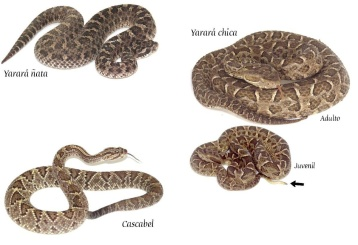 Yarará ñata
Yarará chica
Adulto
Juvenil
Cascabel